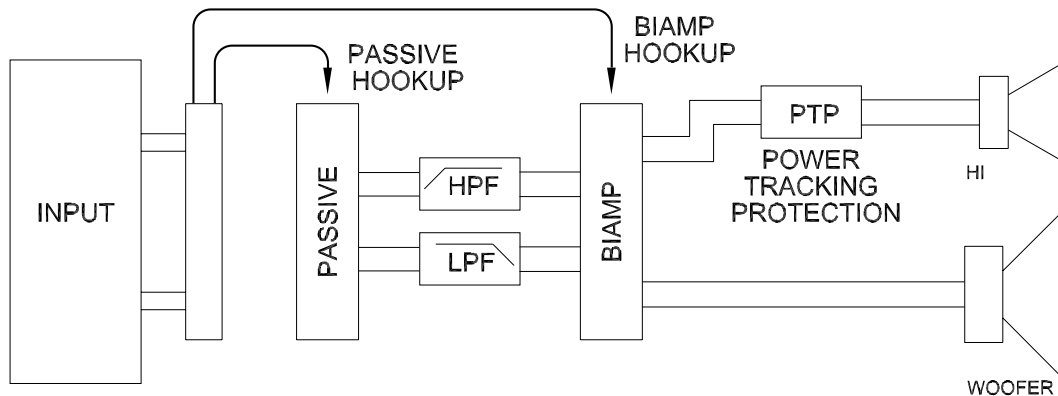 BIAMP
HOOKUP
PASSIVE
HOOKUP
INPUT
PASSIVE
HPF
LPF
BIAMP
PTP
POWER
TRACKING
PROTECTION
HI
WOOFER